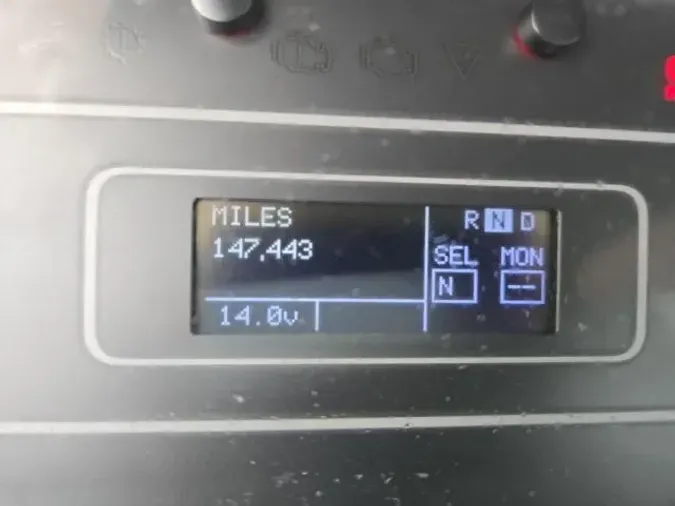 MILES
147,443
14.0v
R N D
SEL MON
N --